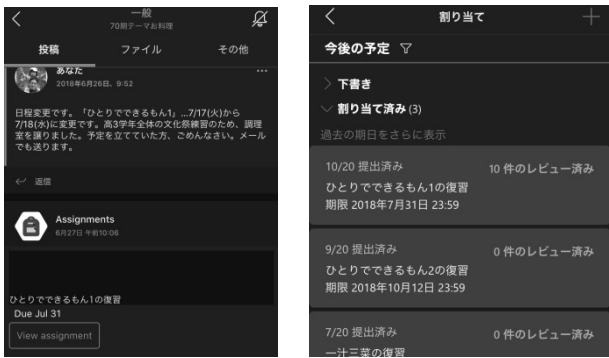 一般
70期テーマお料理
投稿
ファイル
その他
あなた
2018年6月26日、9:52
日程変更です。「ひとりでできるもん1」…7/17(火)から
7/18(水)に変更です。高3学年全体の文化祭練習のため、調理
室を譲りました。予定を立てていた方、ごめんなさい。メール
でも送ります。
返信
Assignments
6月27日 午前10:06
ひとりでできるもん1の復習
Due Jul 31
View assignment
割り当て
今後の予定
下書き
割り当て済み (3)
過去の期日をさらに表示
10/20 提出済み
10 件のレビュー済み
ひとりでできるもん1の復習
期限 2018年7月31日 23:59
9/20 提出済み
0 件のレビュー済み
ひとりでできるもん2の復習
期限 2018年10月12日 23:59
7/20 提出済み
0 件のレビュー済み
一汁三菜の復習